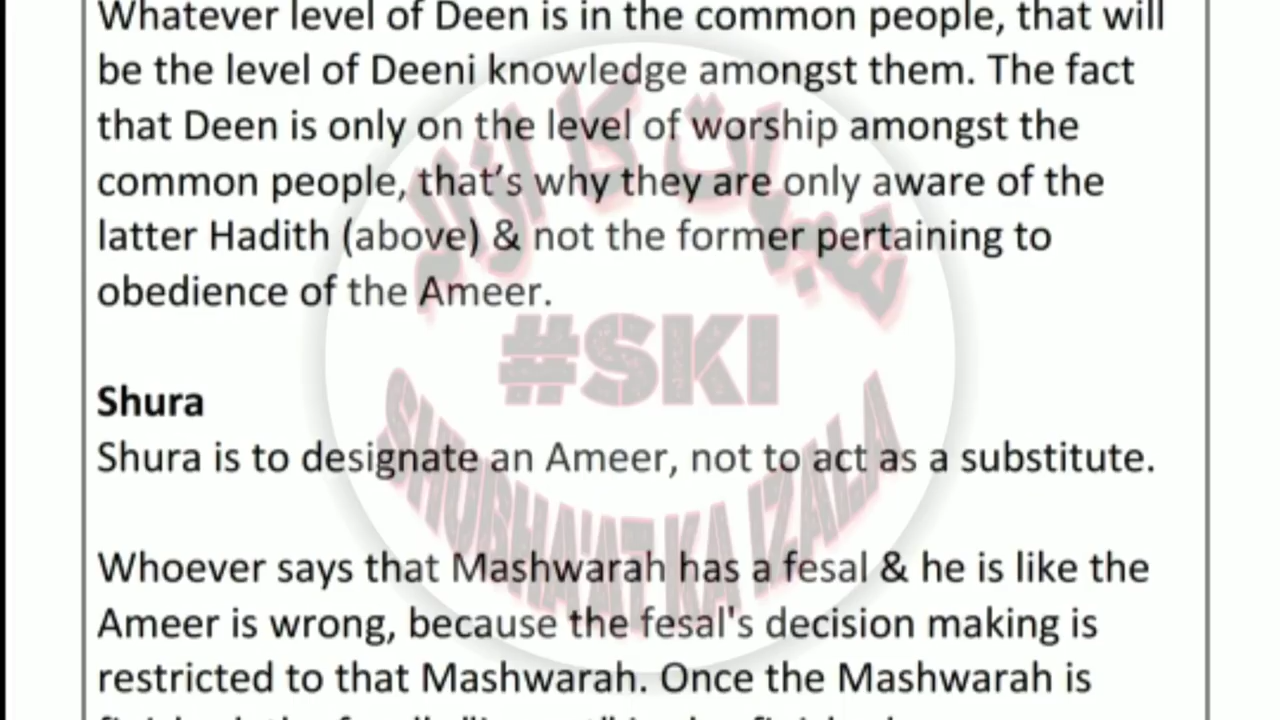 Whatever level of Deen is in the common people, that will
be the level of Deeni knowledge amongst them. The fact
that Deen is only on the level of worship amongst the
common people, that's why they are only aware of the
latter Hadith (above) & not the former pertaining to
obedience of the Ameer.
شبہات کا ازالہ
#SKI
Shura
Shura is to designate an Ameer, not to act as a substitute.
SHUBHA'AT KA IZALA
Whoever says that Mashwarah has a fesal & he is like the
Ameer is wrong, because the fesal's decision making is
restricted to that Mashwarah. Once the Mashwarah is